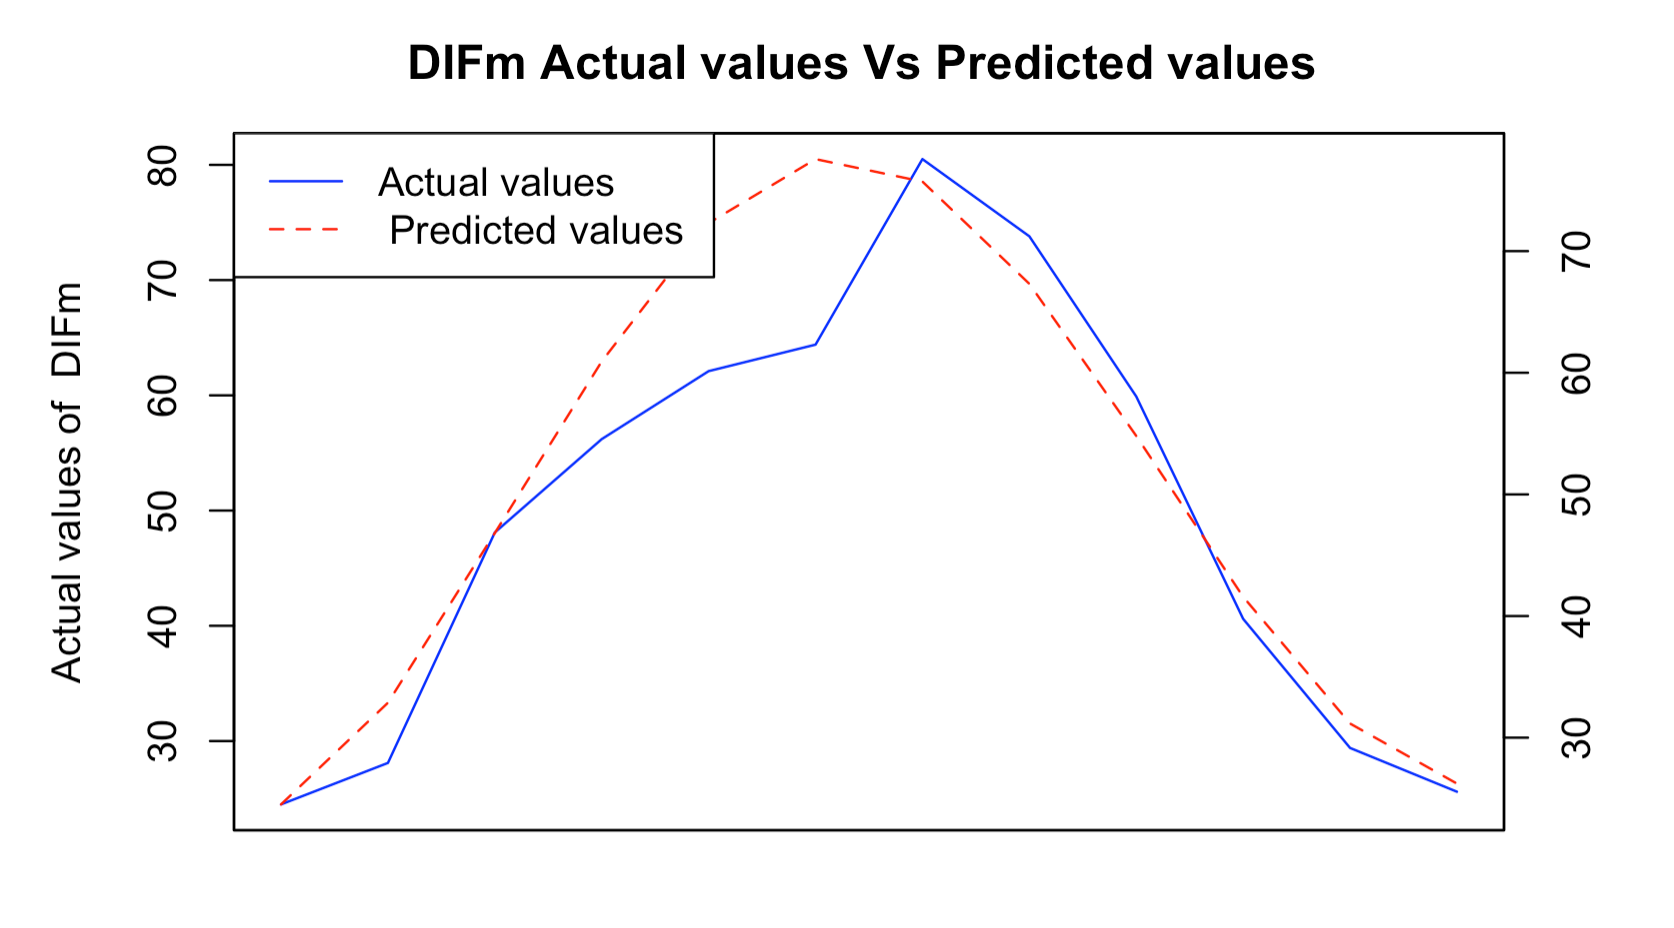 DIFm Actual values Vs Predicted values
Actual values
Predicted values
Actual values of DIFm
80
70
60
50
40
30
70
60
50
40
30